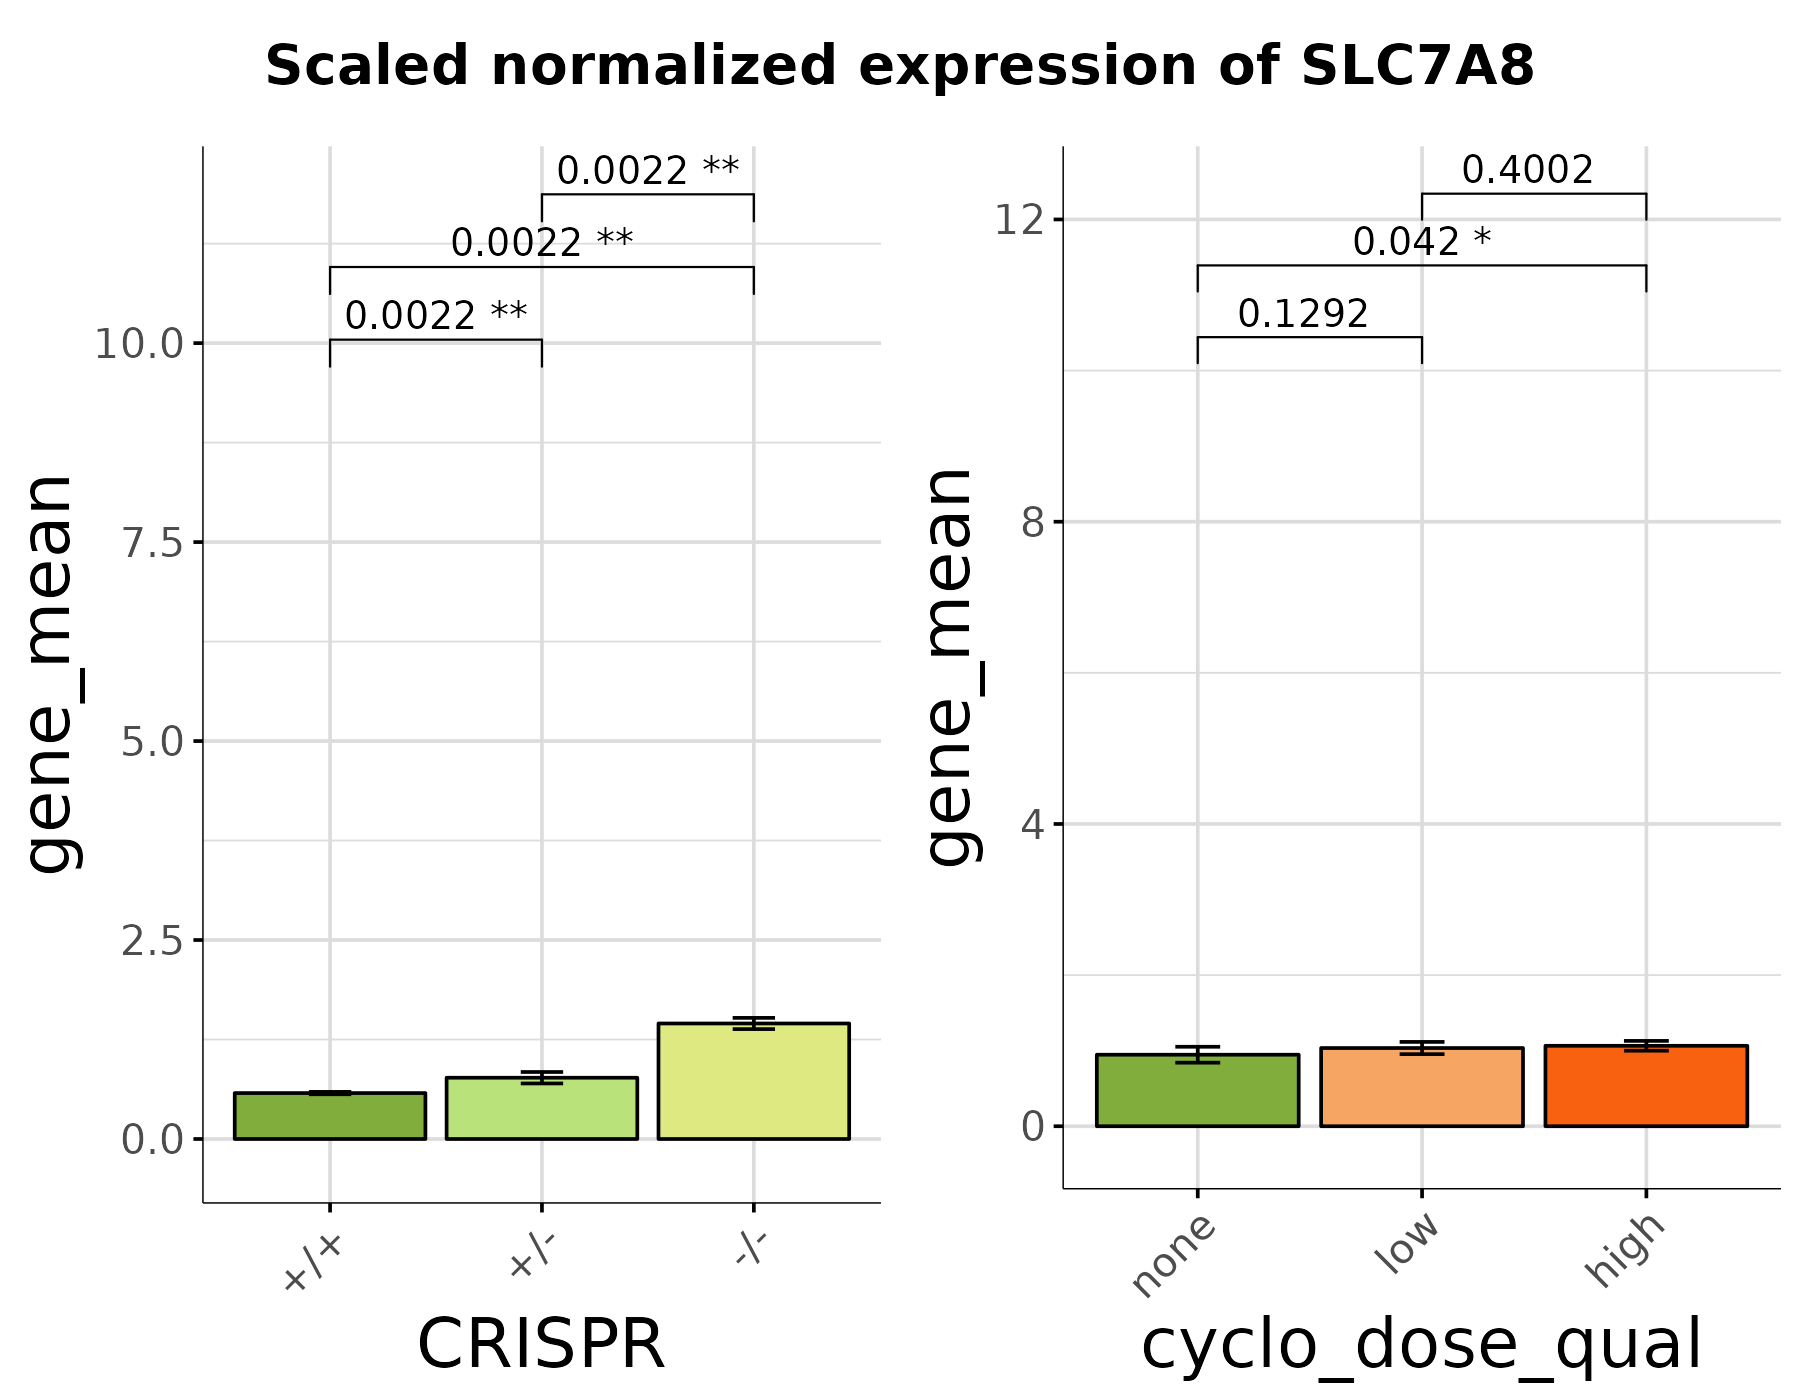 Scaled normalized expression of SLC7A8
0.0022 **
0.0022 **
0.0022 **
10.0
7.5
5.0
2.5
0.0
gene_mean
+/+
+/-
-/-
CRISPR
0.4002
0.042 *
0.1292
12
8
4
0
gene_mean
none
low
high
cyclo_dose_qual